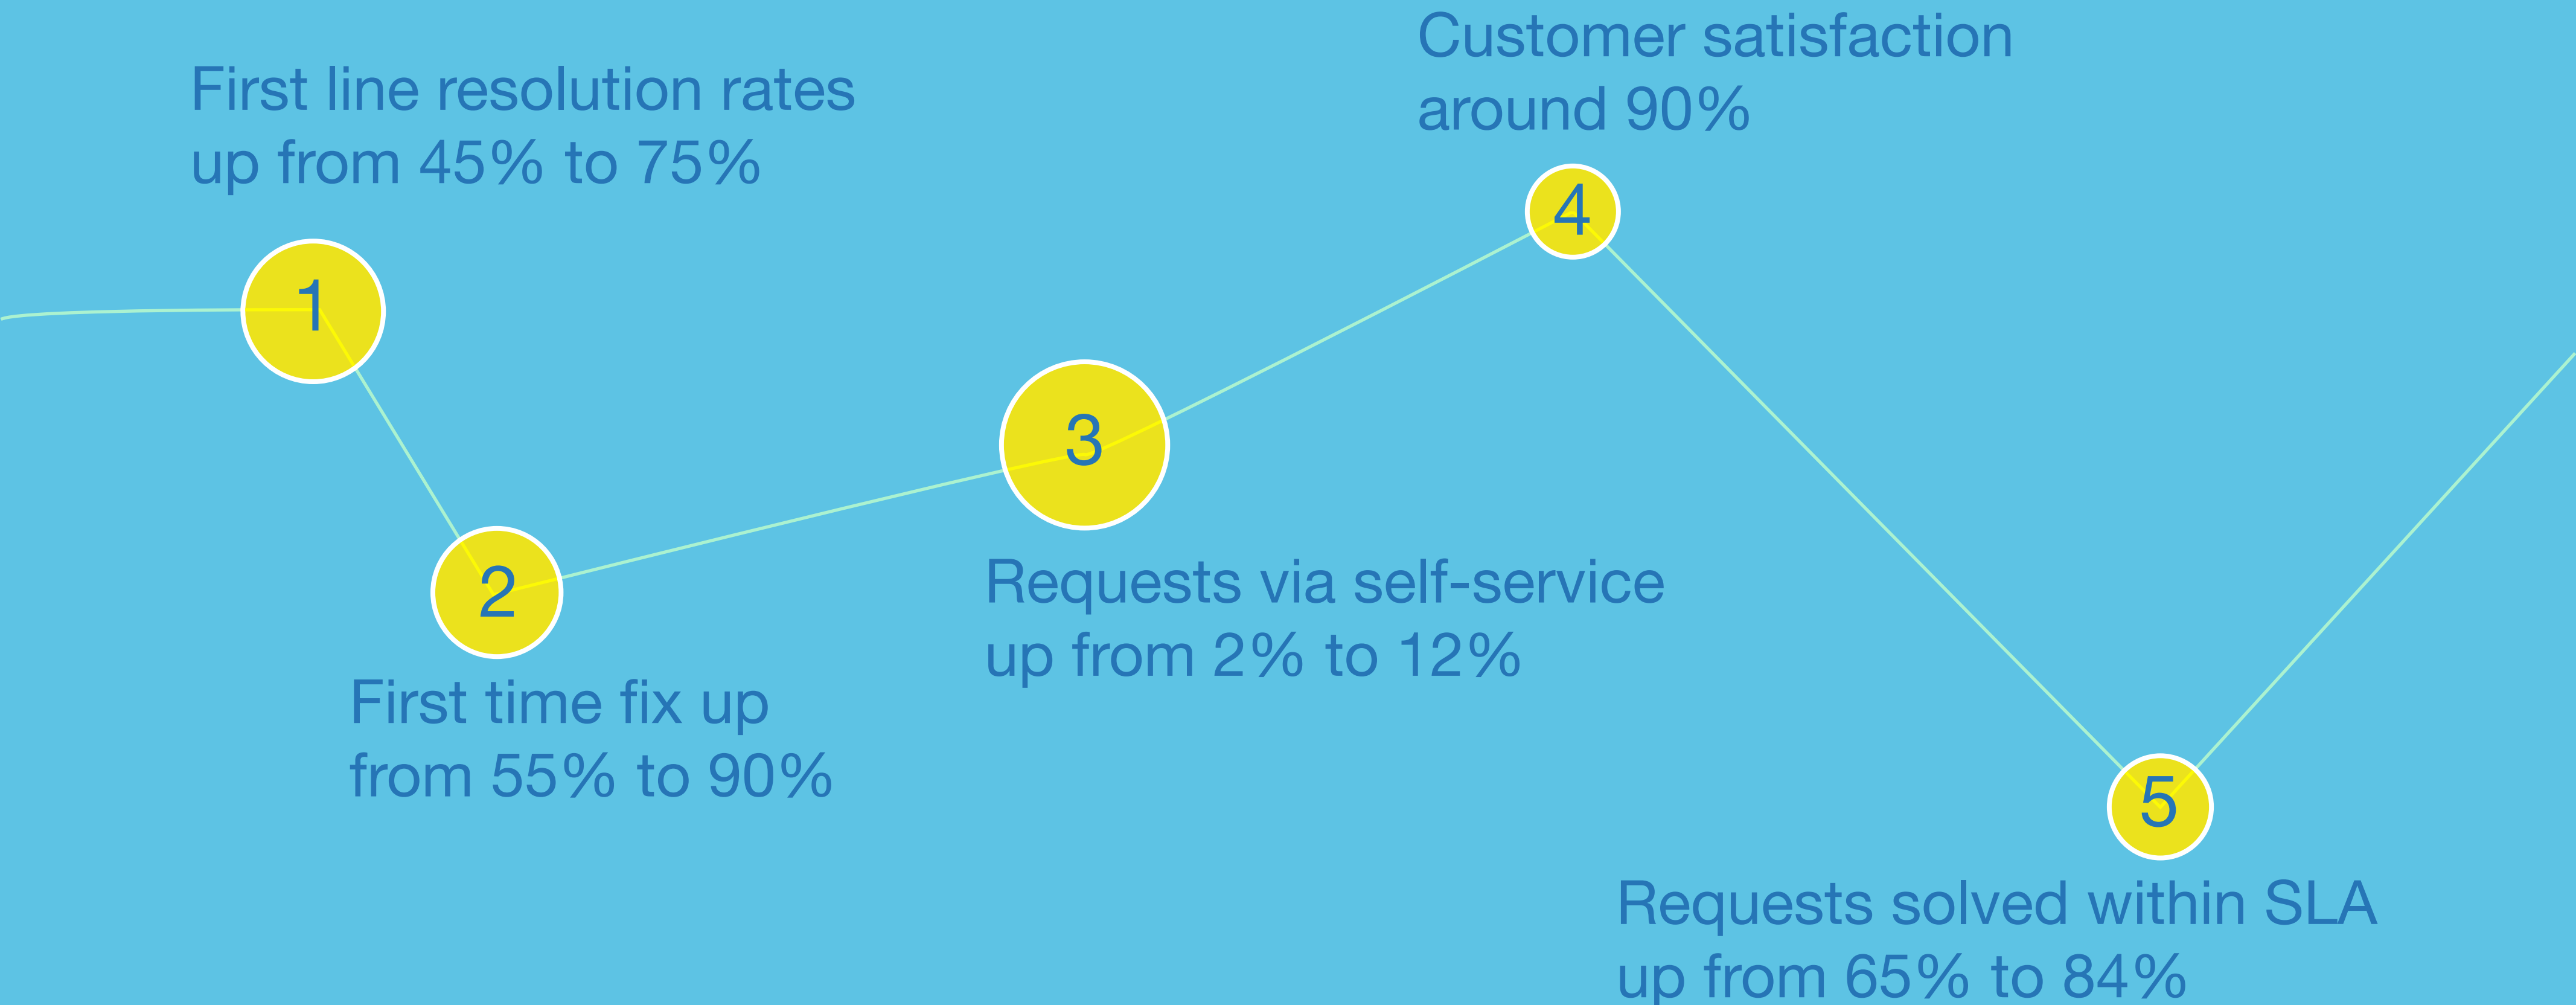 First line resolution rates
up from 45% to 75%
1
2
First time fix up
from 55% to 90%
3
Requests via self-service
up from 2% to 12%
Customer satisfaction
around 90%
4
5
Requests solved within SLA
up from 65% to 84%